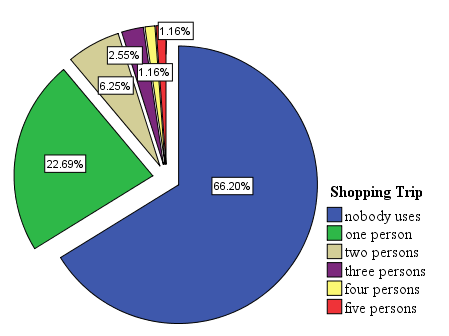 1.16%
2.55%
1.16%
6.25%
22.69%
66.20%
Shopping Trip
nobody uses
one person
two persons
three persons
four persons
five persons